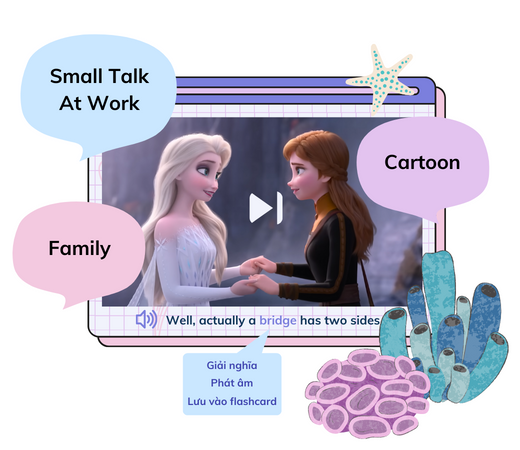 Small Talk
At Work
Cartoon
Family
Well, actually a bridge has two sides
Giải nghĩa
Phát âm
Lưu vào flashcard